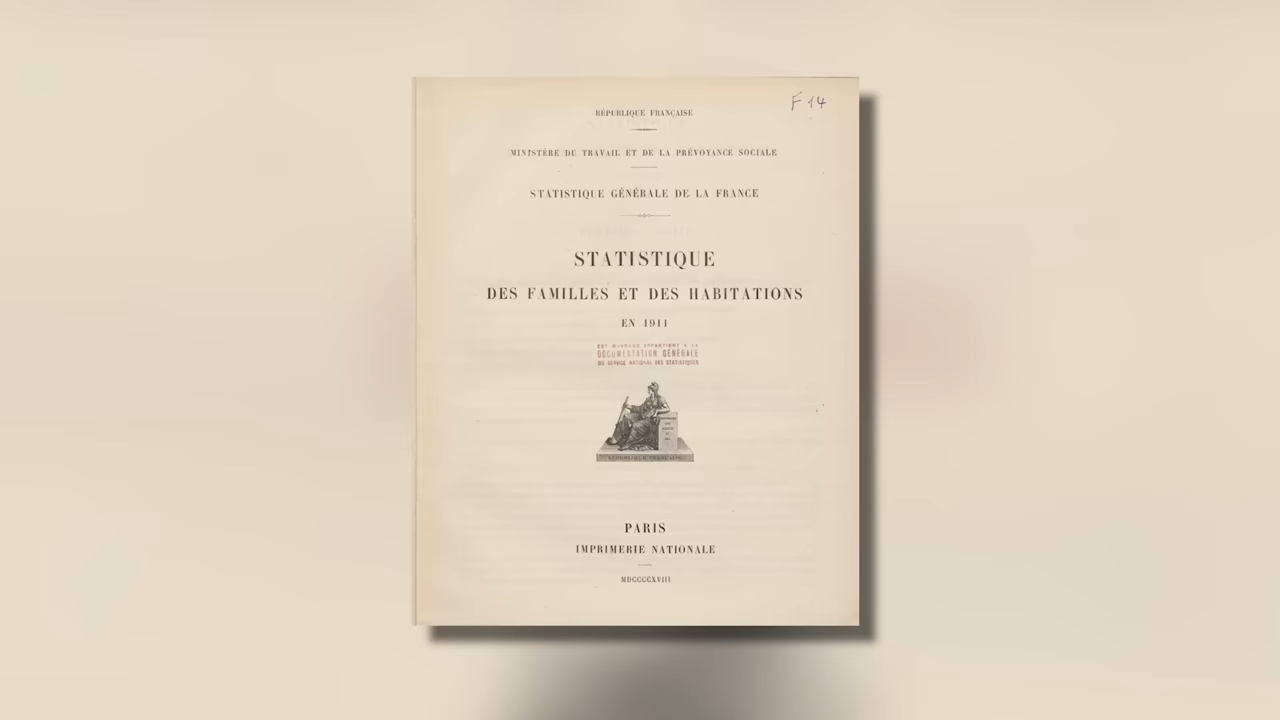 F 14
RÉPUBLIQUE FRANÇAISE
MINISTÈRE DU TRAVAIL ET DE LA PRÉVOYANCE SOCIALE
STATISTIQUE GÉNÉRALE DE LA FRANCE
STATISTIQUE
DES FAMILLES ET DES HABITATIONS
EN 1911
CET OUVRAGE APPARTIENT A LA
DOCUMENTATION GÉNÉRALE
DU SERVICE NATIONAL DES STATISTIQUES
RÉPUBLIQUE FRANÇAISE
PARIS
IMPRIMERIE NATIONALE
MDCCCCXVIII